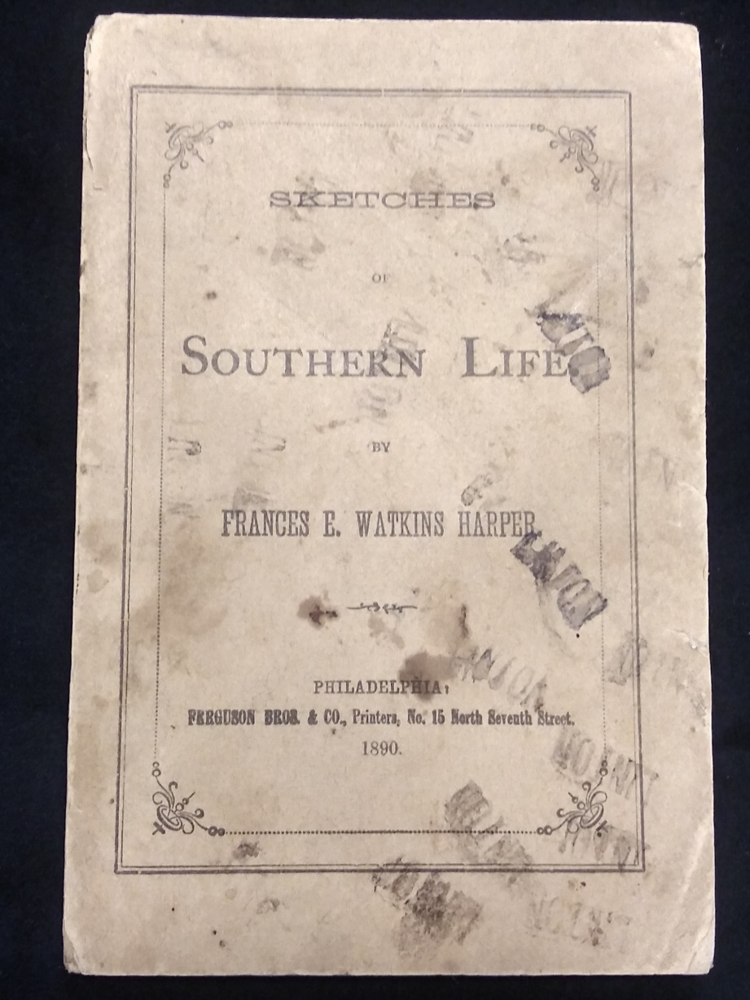 SKETCHES
OF
SOUTHERN LIFE
BY
FRANCES E. WATKINS HARPER.
PHILADELPHIA:
FERGUSON BROS. & CO., Printers, No. 15 North Seventh Street.
1890.